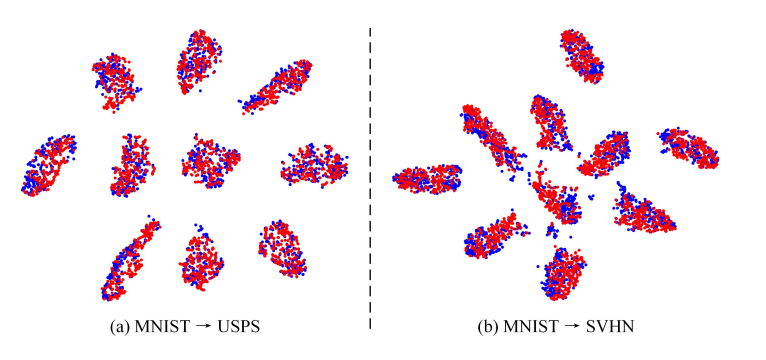 (a) MNIST → USPS
(b) MNIST → SVHN